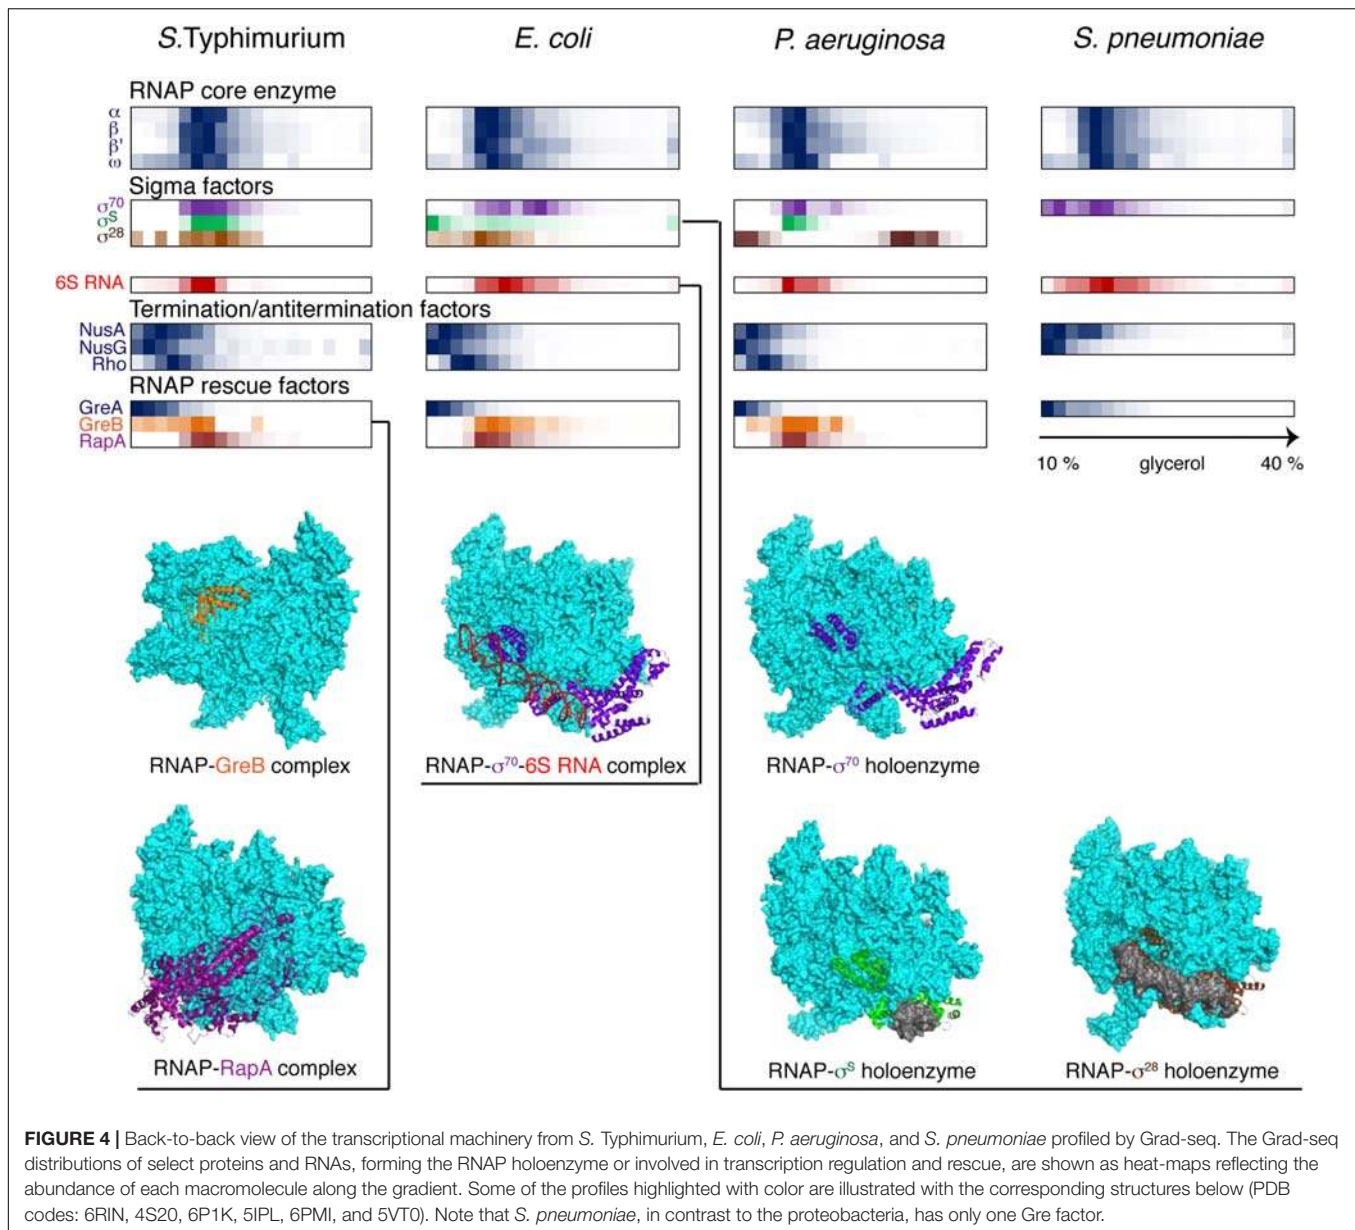 S.Typhimurium
E. coli
P. aeruginosa
S. pneumoniae
RNAP core enzyme
α
β
β'
ω
Sigma factors
σ70
σS
σ28
6S RNA
Termination/antitermination factors
NusA
NusG
Rho
RNAP rescue factors
GreA
GreB
RapA
10 % glycerol 40 %
RNAP-GreB complex
RNAP-σ70-6S RNA complex
RNAP-σ70 holoenzyme
RNAP-RapA complex
RNAP-σS holoenzyme
RNAP-σ28 holoenzyme
FIGURE 4 | Back-to-back view of the transcriptional machinery from S. Typhimurium, E. coli, P. aeruginosa, and S. pneumoniae profiled by Grad-seq. The Grad-seq
distributions of select proteins and RNAs, forming the RNAP holoenzyme or involved in transcription regulation and rescue, are shown as heat-maps reflecting the
abundance of each macromolecule along the gradient. Some of the profiles highlighted with color are illustrated with the corresponding structures below (PDB
codes: 6RIN, 4S20, 6P1K, 5IPL, 6PMI, and 5VT0). Note that S. pneumoniae, in contrast to the proteobacteria, has only one Gre factor.